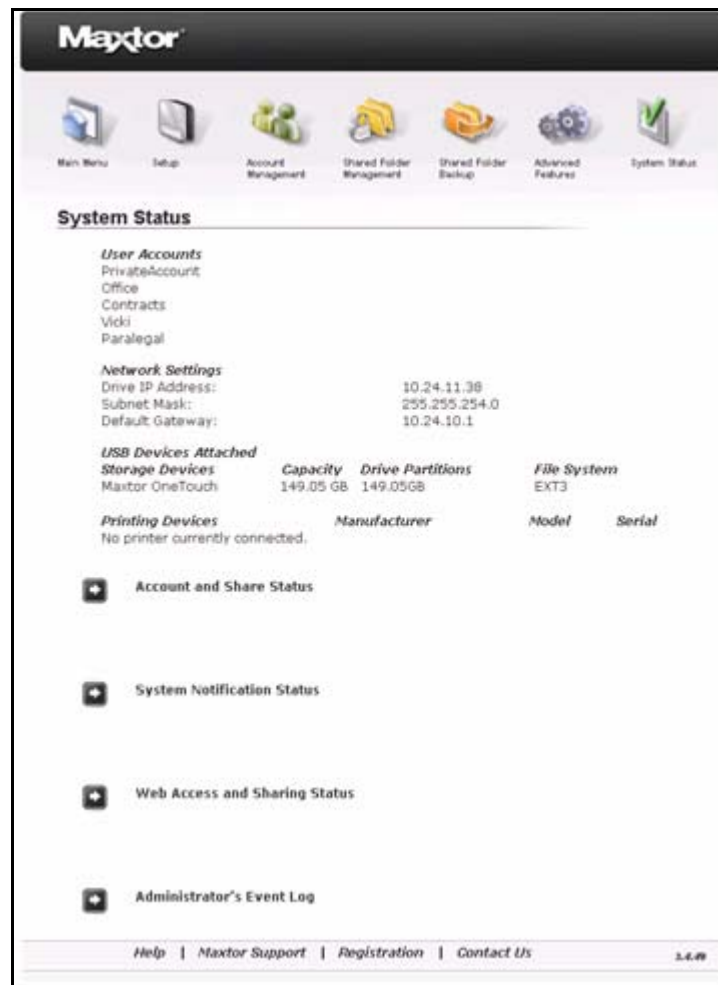 Maxtor
Main Menu
Setup
Account Management
Shared Folder Management
Shared Folder Backup
Advanced Features
System Status
System Status
User Accounts
PrivateAccount
Office
Contracts
Vicki
Paralegal
Network Settings
Drive IP Address: 10.24.11.38
Subnet Mask: 255.255.254.0
Default Gateway: 10.24.10.1
USB Devices Attached
Storage Devices Capacity Drive Partitions File System
Maxtor OneTouch 149.05 GB 149.05GB EXT3
Printing Devices Manufacturer Model Serial
No printer currently connected.
Account and Share Status
System Notification Status
Web Access and Sharing Status
Administrator's Event Log
Help | Maxtor Support | Registration | Contact Us